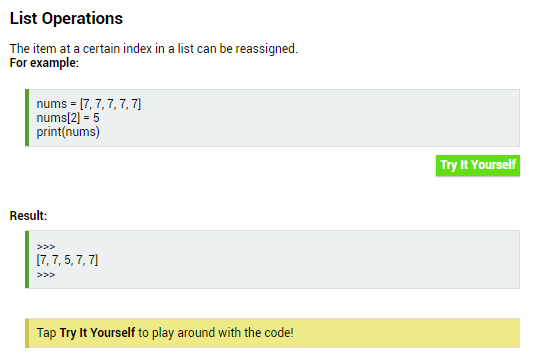 List Operations
The item at a certain index in a list can be reassigned.
For example:
nums = [7, 7, 7, 7, 7]
nums[2] = 5
print(nums)
Try It Yourself
Result:
>>>
[7, 7, 5, 7, 7]
>>>
Tap Try It Yourself to play around with the code!